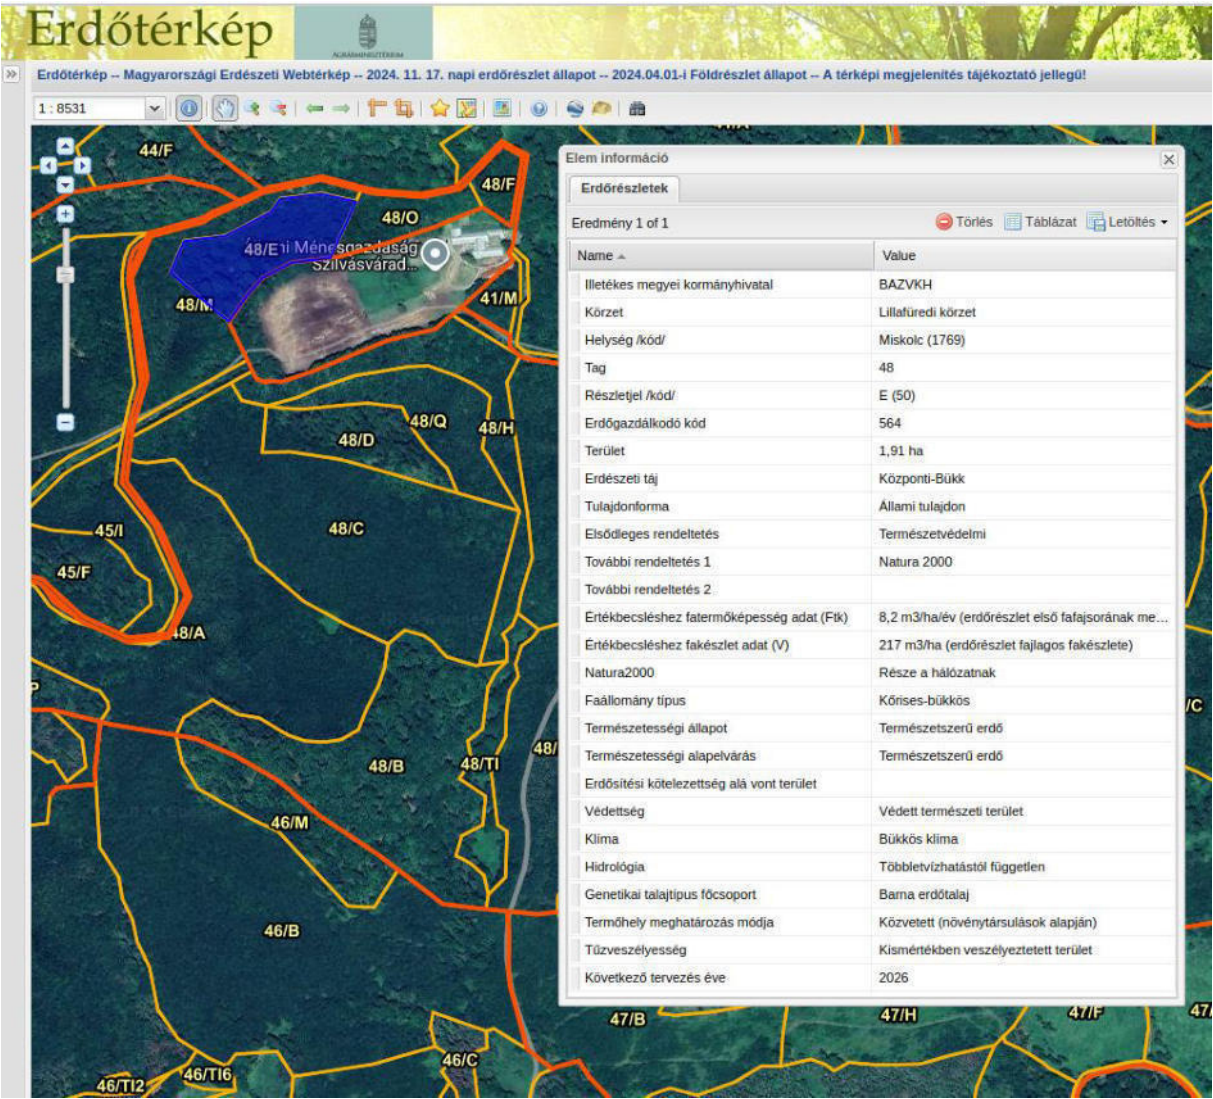 Erdőtérkép
AGRÁRMINISZTÉRIUM
Erdőtérkép -- Magyarországi Erdészeti Webtérkép -- 2024. 11. 17. napi erdőrészlet állapot -- 2024.04.01-i Földrészlet állapot -- A térképi megjelenítés tájékoztató jellegű!
1 : 8531
44/F
48/F
48/O
48/E
Ménesgazdaság
Szilvásvárad...
48/M
41/M
48/Q
48/H
48/D
48/C
45/I
45/F
48/A
48/B
48/TI
48/
46/M
46/B
46/C
46/TI6
46/TI2
47/B
47/H
47/F
47/
/C
Elem információ
Erdőrészletek
Eredmény 1 of 1
Törlés
Táblázat
Letöltés
Name Value
Illetékes megyei kormányhivatal BAZVKH
Körzet Lillafüredi körzet
Helység /kód/ Miskolc (1769)
Tag 48
Részletjel /kód/ E (50)
Erdőgazdálkodó kód 564
Terület 1,91 ha
Erdészeti táj Központi-Bükk
Tulajdonforma Állami tulajdon
Elsődleges rendeltetés Természetvédelmi
További rendeltetés 1 Natura 2000
További rendeltetés 2
Értékbecsléshez fatermőképesség adat (Ftk) 8,2 m3/ha/év (erdőrészlet első fafajsorának me...
Értékbecsléshez fakészlet adat (V) 217 m3/ha (erdőrészlet fajlagos fakészlete)
Natura2000 Része a hálózatnak
Faállomány típus Kőrises-bükkös
Természetességi állapot Természetszerű erdő
Természetességi alapelvárás Természetszerű erdő
Erdősítési kötelezettség alá vont terület
Védettség Védett természeti terület
Klíma Bükkös klíma
Hidrológia Többletvízhatástól független
Genetikai talajtípus főcsoport Barna erdőtalaj
Termőhely meghatározás módja Közvetett (növénytársulások alapján)
Tűzveszélyesség Kismértékben veszélyeztetett terület
Következő tervezés éve 2026